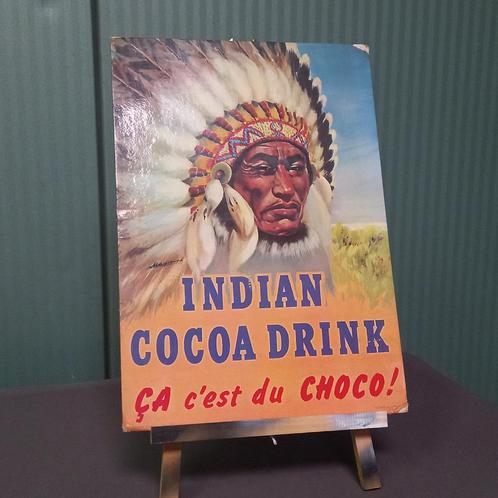 INDIAN
COCOA DRINK
ÇA c'est du CHOCO!